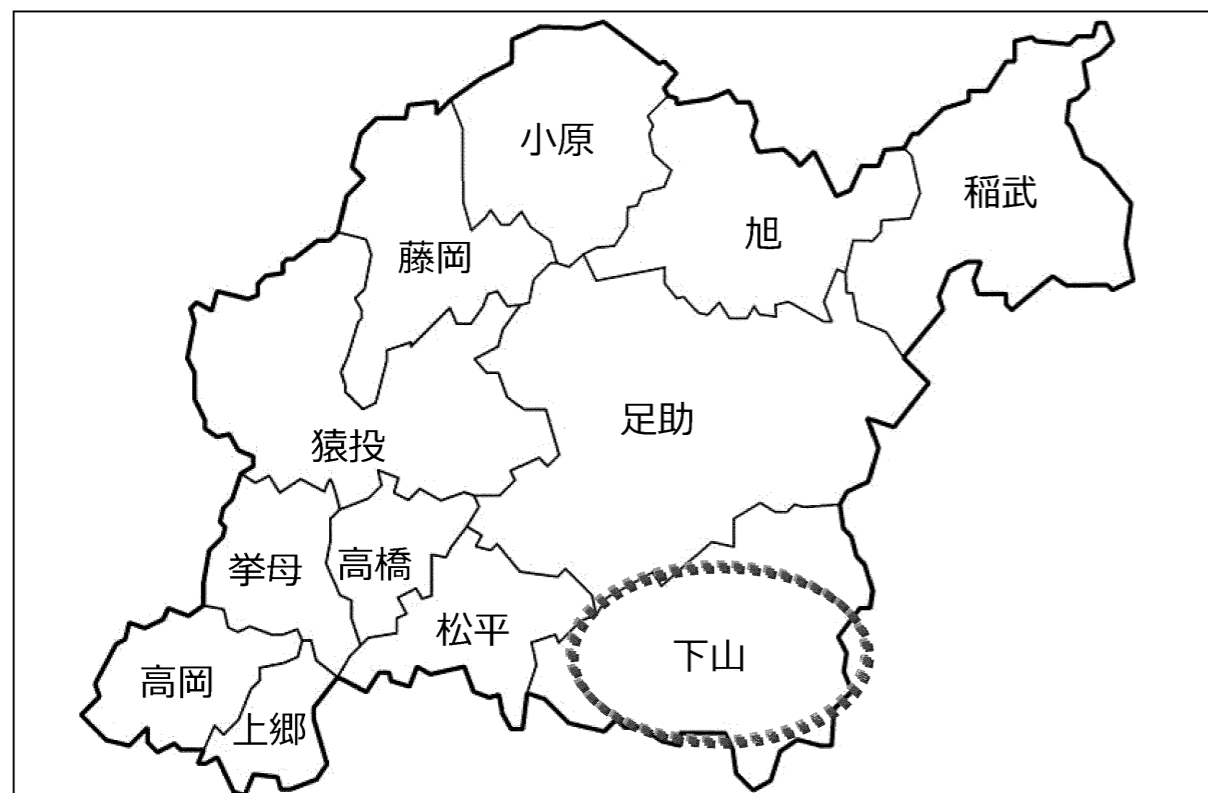 小原
稲武
旭
藤岡
足助
猿投
高橋
挙母
松平
下山
高岡
上郷